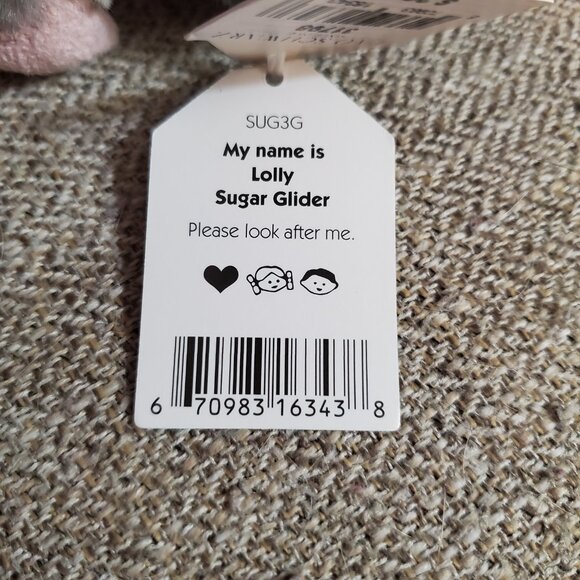 SUG3G
My name is
Lolly
Sugar Glider
Please look after me.
6 70983 16343 8